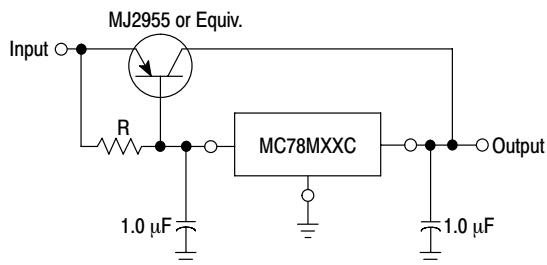 MJ2955 or Equiv.
Input
R
MC78MXXC
Output
1.0 μF
1.0 μF